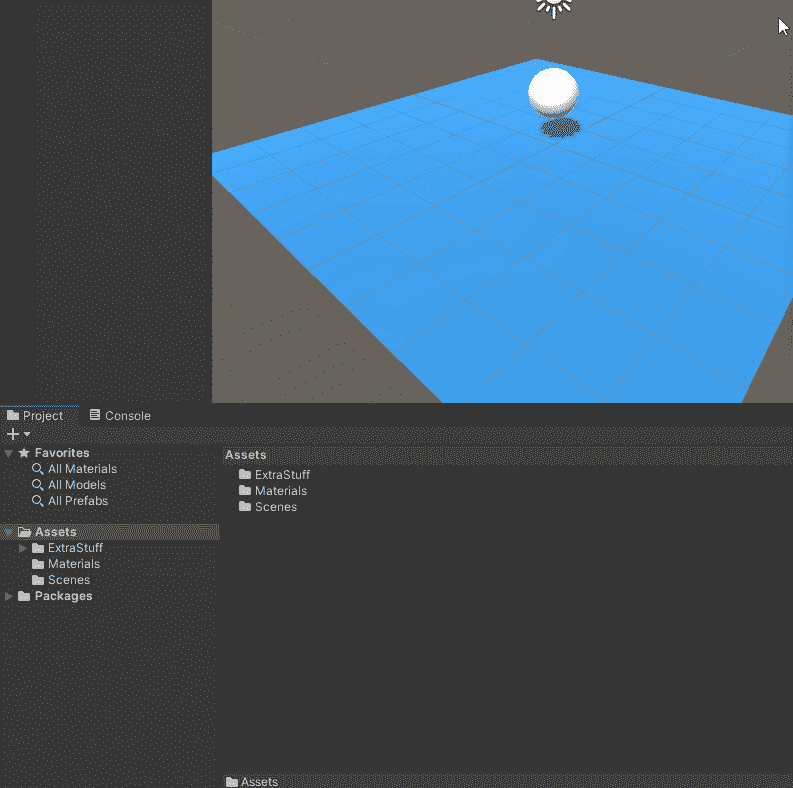 Project Console
Favorites
All Materials
All Models
All Prefabs
Assets
ExtraStuff
Materials
Scenes
Packages
Assets
ExtraStuff
Materials
Scenes
Assets